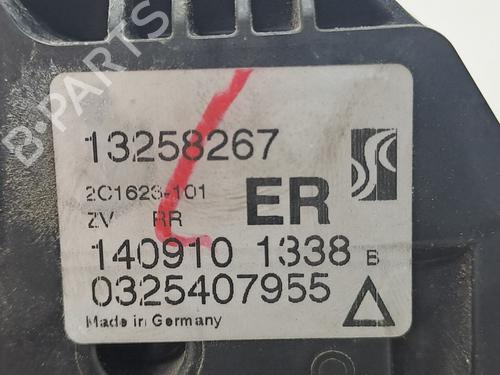 B-PARTS
13258267
2C1623-101
ER
ZV RR
140910 1338 B
0325407955
Made in Germany